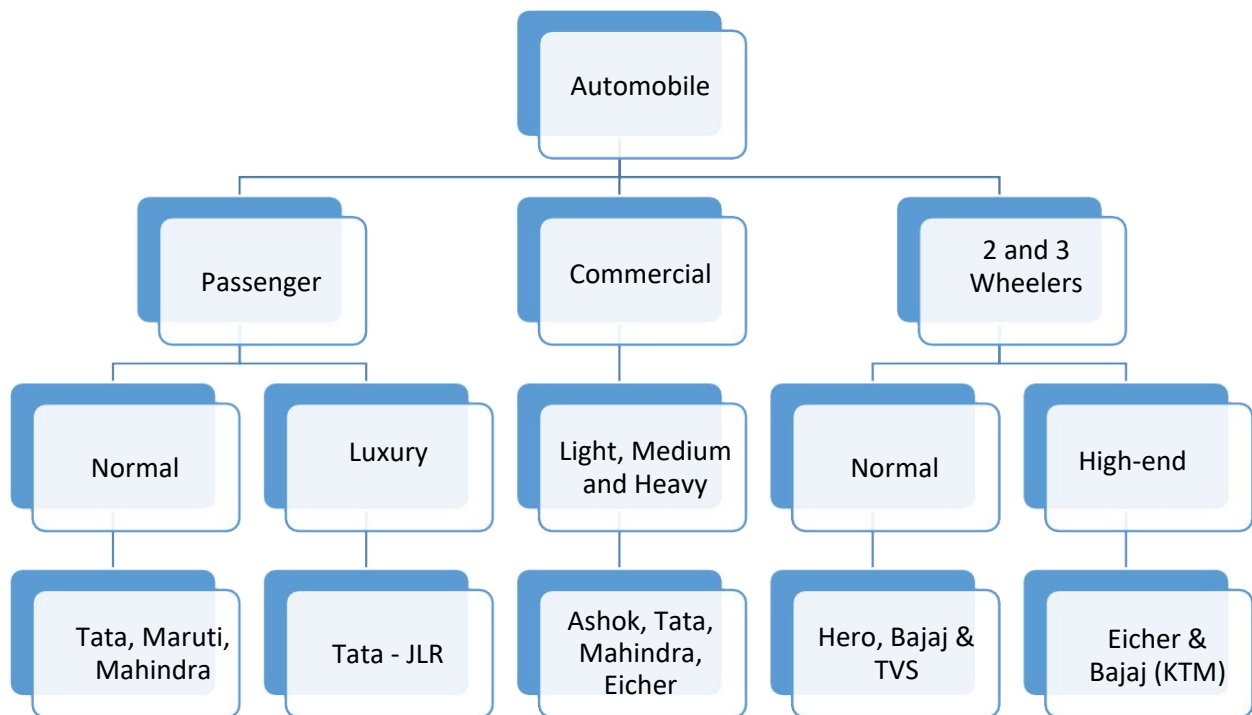 Automobile
Passenger
Commercial
2 and 3
Wheelers
Normal
Luxury
Light, Medium
and Heavy
Normal
High-end
Tata, Maruti,
Mahindra
Tata - JLR
Ashok, Tata,
Mahindra,
Eicher
Hero, Bajaj &
TVS
Eicher &
Bajaj (KTM)